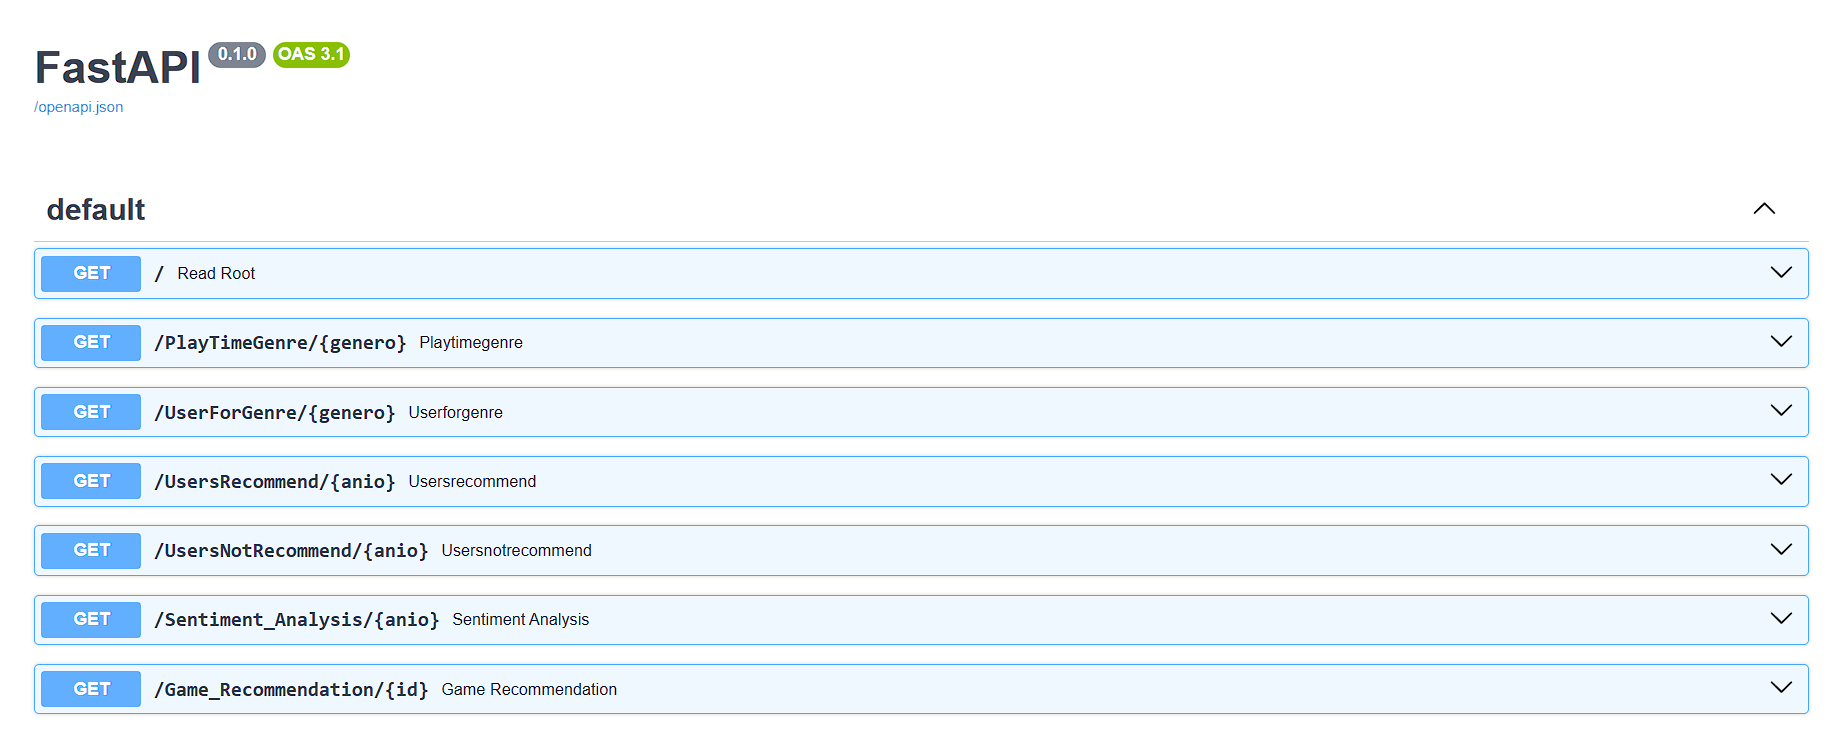 FastAPI 0.1.0 OAS 3.1
/openapi.json
default
GET / Read Root
GET /PlayTimeGenre/{genero} Playtimegenre
GET /UserForGenre/{genero} Userforgenre
GET /UsersRecommend/{anio} Usersrecommend
GET /UsersNotRecommend/{anio} Usersnotrecommend
GET /Sentiment_Analysis/{anio} Sentiment Analysis
GET /Game_Recommendation/{id} Game Recommendation